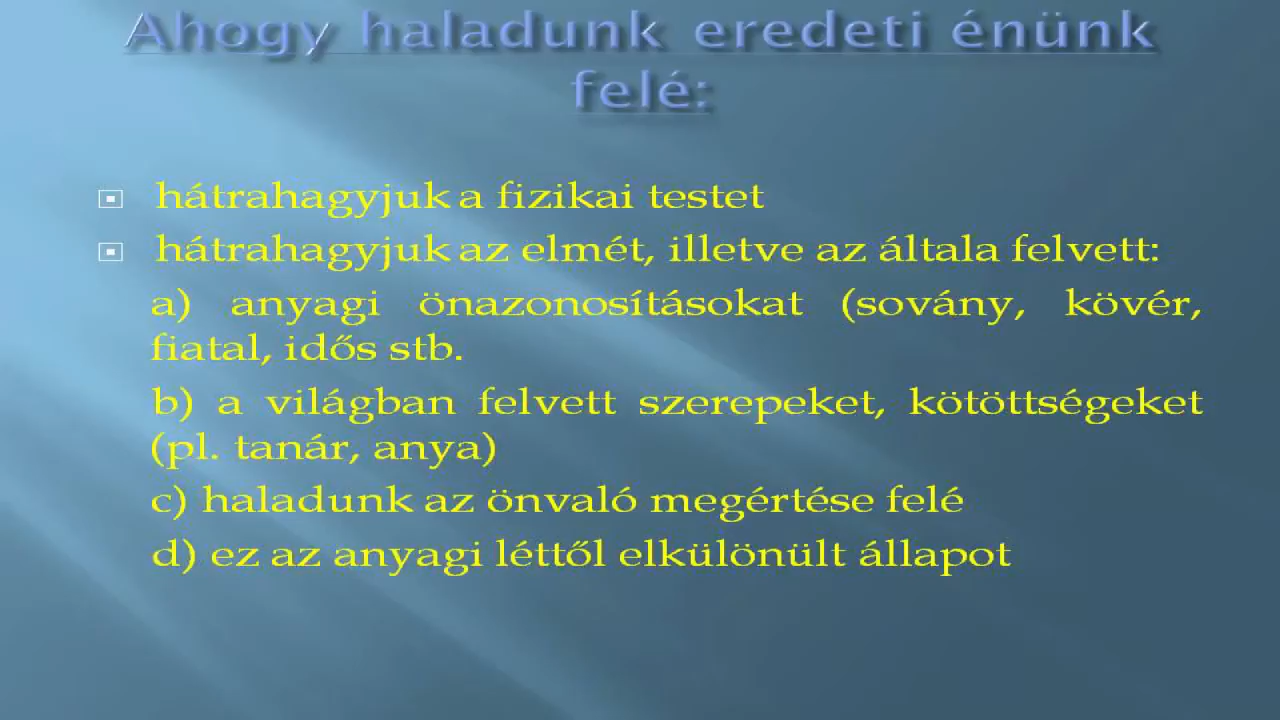 Ahogy haladunk eredeti énünk
felé:
hátrahagyjuk a fizikai testet
hátrahagyjuk az elmét, illetve az általa felvett:
a) anyagi önazonosításokat (sovány, kövér,
fiatal, idős stb.
b) a világban felvett szerepeket, kötöttségeket
(pl. tanár, anya)
c) haladunk az önvaló megértése felé
d) ez az anyagi léttől elkülönült állapot